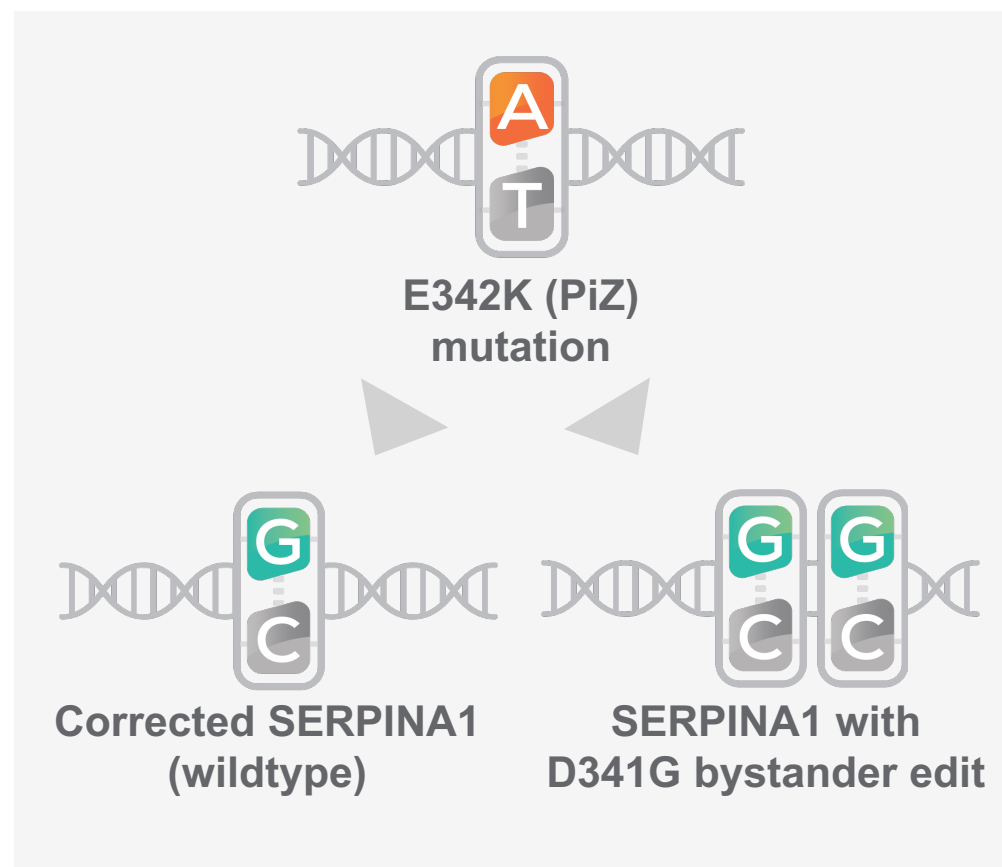 A
T
E342K (PiZ)
mutation
G
C
Corrected SERPINA1
(wildtype)
G G
C C
SERPINA1 with
D341G bystander edit